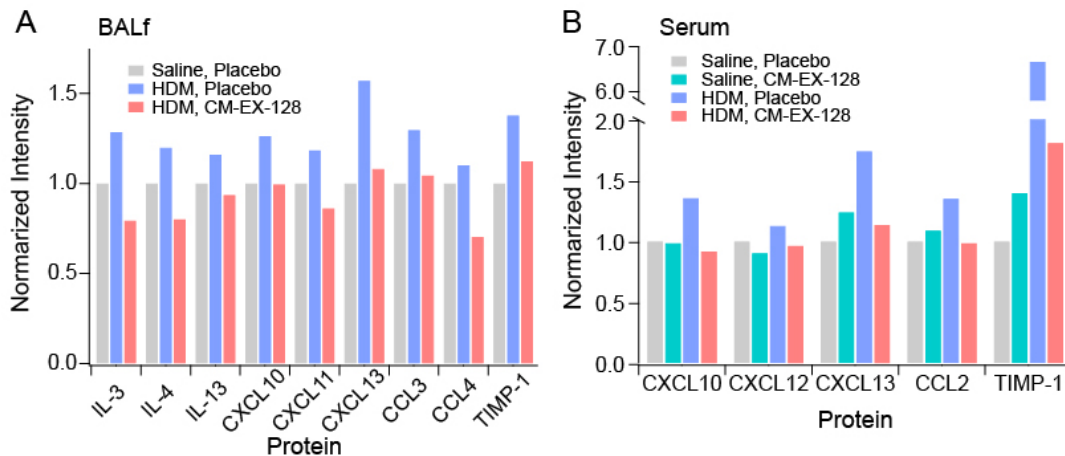 A
BALf
Saline, Placebo
HDM, Placebo
HDM, CM-EX-128
Normarized Intensity
1.5
1.0
0.5
0.0
IL-3
IL-4
IL-13
CXCL10
CXCL11
CXCL13
CCL3
CCL4
TIMP-1
Protein
B
Serum
Saline, Placebo
Saline, CM-EX-128
HDM, Placebo
HDM, CM-EX-128
Normarized Intensity
7.0
6.0
2.0
1.5
1.0
0.5
0.0
CXCL10
CXCL12
CXCL13
CCL2
TIMP-1
Protein